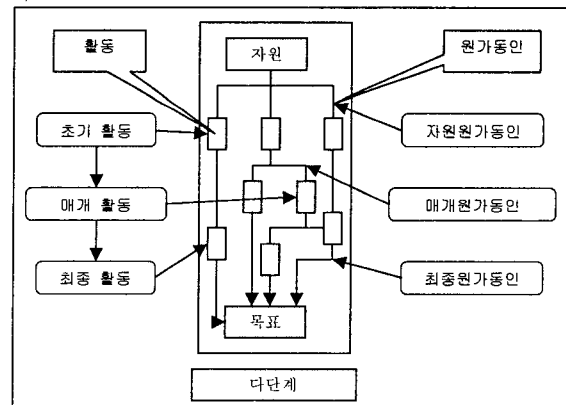 활동
자원
원가동인
초기 활동
자원원가동인
매개 활동
매개원가동인
최종 활동
최종원가동인
목표
다단계